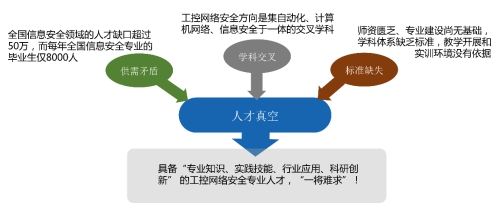 全国信息安全领域的人才缺口超过
50万，而每年全国信息安全专业的
毕业生仅8000人
工控网络安全方向是集自动化、计算
机网络、信息安全于一体的交叉学科
师资匮乏、专业建设尚无基础，
学科体系缺乏标准，教学开展和
实训环境没有依据
供需矛盾
学科交叉
标准缺失
人才真空
具备“专业知识、实践技能、行业应用、科研创
新” 的工控网络安全专业人才，“一将难求” ！